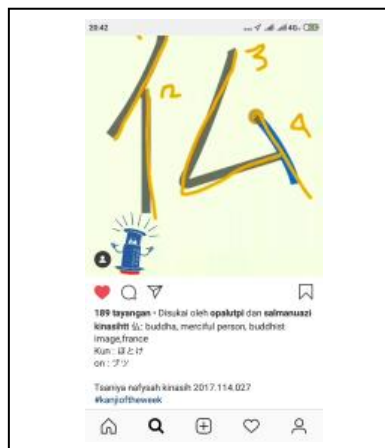 20:42
4G
1
2
3
4
189 tayangan · Disukai oleh opalutpi dan salmanuazi
kinasihtt 仏: buddha, merciful person, buddhist
image,france
Kun : ほとけ
on : ブツ
Tsaniya nafysah kinasih 2017.114.027
#kanjioftheweek